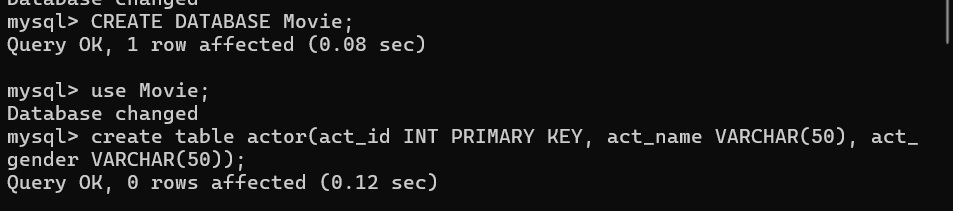 Database changed
mysql> CREATE DATABASE Movie;
Query OK, 1 row affected (0.08 sec)
mysql> use Movie;
Database changed
mysql> create table actor(act_id INT PRIMARY KEY, act_name VARCHAR(50), act_
gender VARCHAR(50));
Query OK, 0 rows affected (0.12 sec)